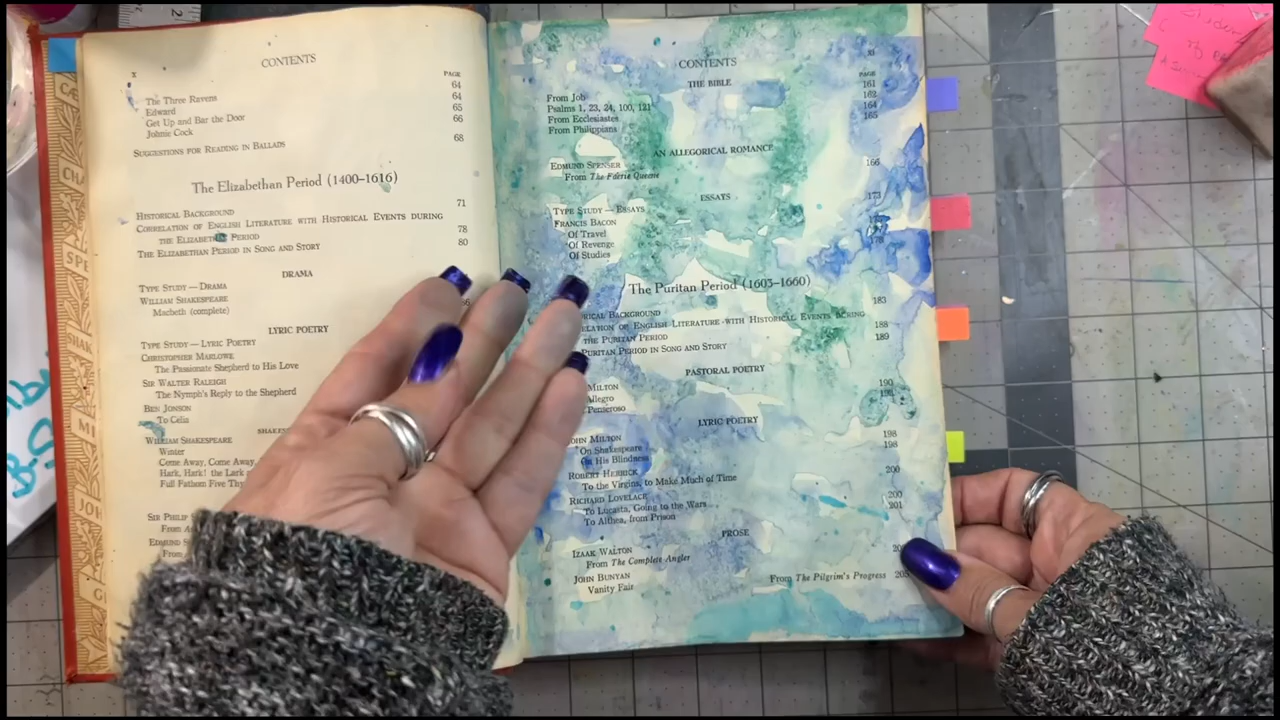 2
CONTENTS
x
PAGE
The Three Ravens 64
Edward 64
Get Up and Bar the Door 65
Johnie Cock 66
SUGGESTIONS FOR READING IN BALLADS 68
The Elizabethan Period (1400–1616)
HISTORICAL BACKGROUND 71
CORRELATION OF ENGLISH LITERATURE WITH HISTORICAL EVENTS DURING
THE ELIZABETHAN PERIOD 78
THE ELIZABETHAN PERIOD IN SONG AND STORY 80
DRAMA
TYPE STUDY — DRAMA
WILLIAM SHAKESPEARE
Macbeth (complete)
LYRIC POETRY
TYPE STUDY — LYRIC POETRY
CHRISTOPHER MARLOWE
The Passionate Shepherd to His Love
SIR WALTER RALEIGH
The Nymph's Reply to the Shepherd
BEN JONSON
To Celia
WILLIAM SHAKESPEARE
Winter
Come Away, Come Away,
Hark, Hark! the Lark
Full Fathom Five Thy
SIR PHILIP
From
EDMUND
From
xi
CONTENTS
PAGE
THE BIBLE
From Job 161
Psalms 1, 23, 24, 100, 121 162
From Ecclesiastes 164
From Philippians 165
AN ALLEGORICAL ROMANCE
EDMUND SPENSER
From The Faerie Queene 166
ESSAYS
TYPE STUDY — ESSAYS 173
FRANCIS BACON
Of Travel
Of Revenge
Of Studies 178
The Puritan Period (1603–1660)
BACKGROUND 183
OF ENGLISH LITERATURE WITH HISTORICAL EVENTS DURING
THE PURITAN PERIOD 188
PURITAN PERIOD IN SONG AND STORY 189
PASTORAL POETRY
MILTON
190
Penseroso
LYRIC POETRY
JOHN MILTON
On Shakespeare 198
On His Blindness 198
ROBERT HERRICK
To the Virgins, to Make Much of Time 200
RICHARD LOVELACE
To Lucasta, Going to the Wars 200
To Althea, from Prison 201
PROSE
IZAAK WALTON
From The Complete Angler
JOHN BUNYAN
Vanity Fair
From The Pilgrim's Progress